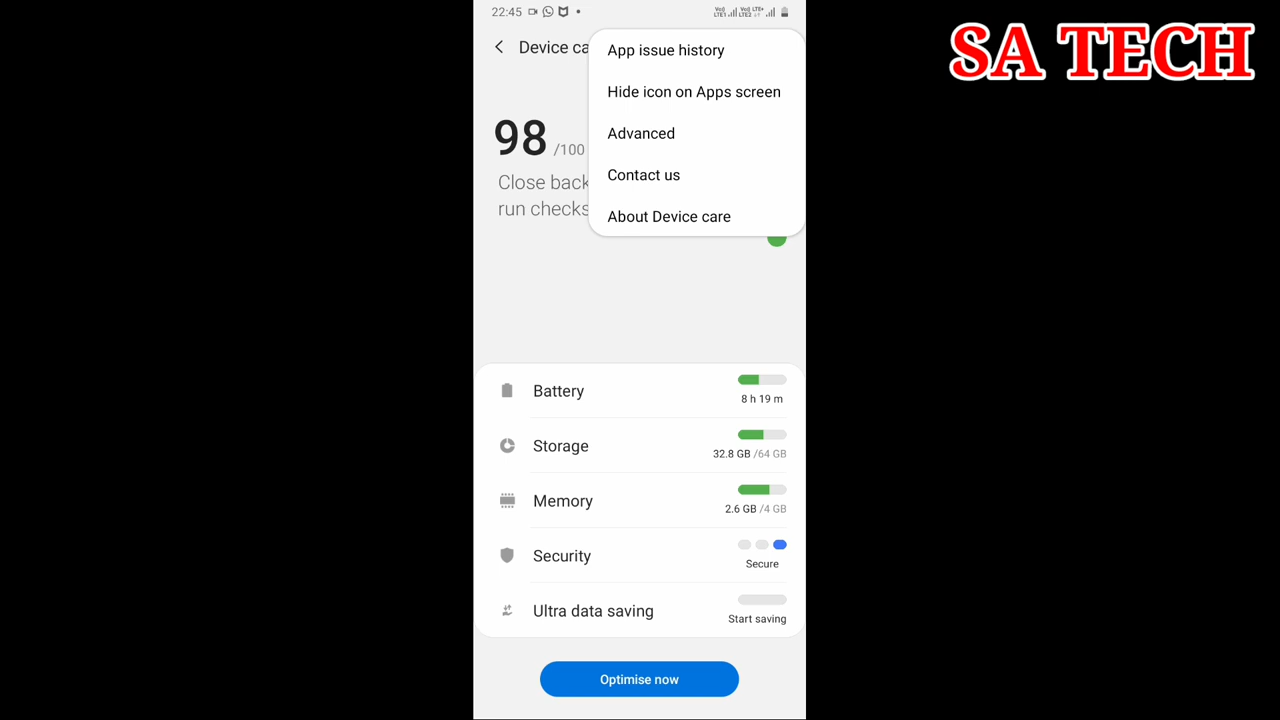 22:45
SA TECH
Device ca
App issue history
Hide icon on Apps screen
Advanced
Contact us
About Device care
98 /100
Close back
run checks
Battery
8 h 19 m
Storage
32.8 GB /64 GB
Memory
2.6 GB /4 GB
Security
Secure
Ultra data saving
Start saving
Optimise now